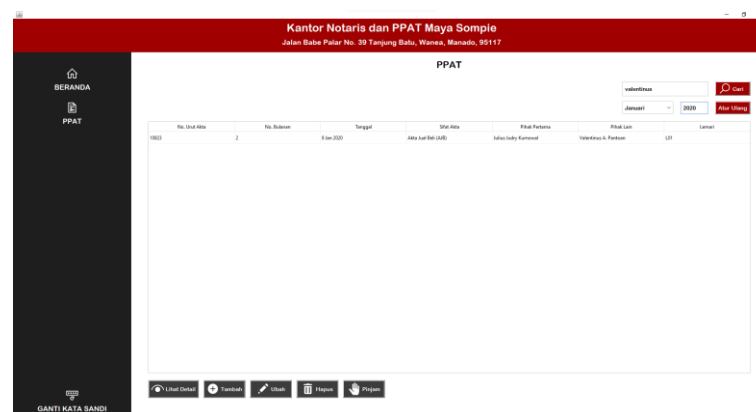 Kantor Notaris dan PPAT Maya Sompie
Jalan Babe Palar No. 39 Tanjung Batu, Wanea, Manado, 95117
BERANDA
PPAT
GANTI KATA SANDI
PPAT
valentinus
Cari
Januari
2020
Atur Ulang
No. Urut Akta No. Bulanan Tanggal Sifat Akta Pihak Pertama Pihak Lain Lemari
2 8 Jan 2020 Akta Jual Beli (AJB) Julius Valentinus A. Pantouw L01
Lihat Detail Tambah Ubah Hapus Pinjam